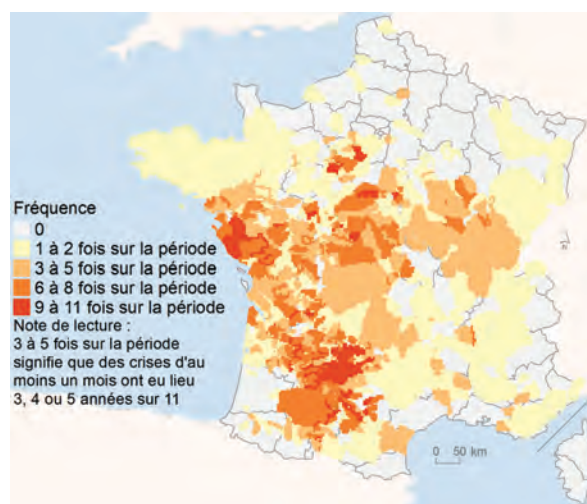 Fréquence
0
1 à 2 fois sur la période
3 à 5 fois sur la période
6 à 8 fois sur la période
9 à 11 fois sur la période
Note de lecture :
3 à 5 fois sur la période
signifie que des crises d'au
moins un mois ont eu lieu
3, 4 ou 5 années sur 11
0 50 km